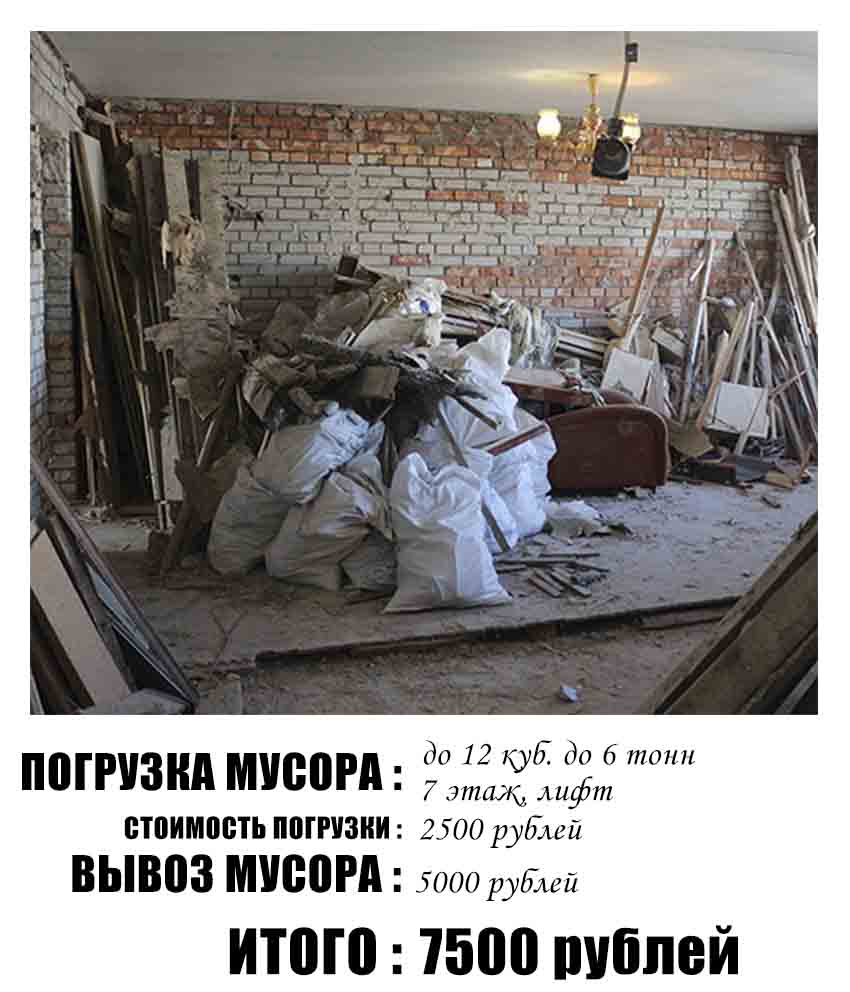 ПОГРУЗКА МУСОРА : до 12 куб. до 6 тонн
7 этаж, лифт
СТОИМОСТЬ ПОГРУЗКИ : 2500 рублей
ВЫВОЗ МУСОРА : 5000 рублей
ИТОГО : 7500 рублей